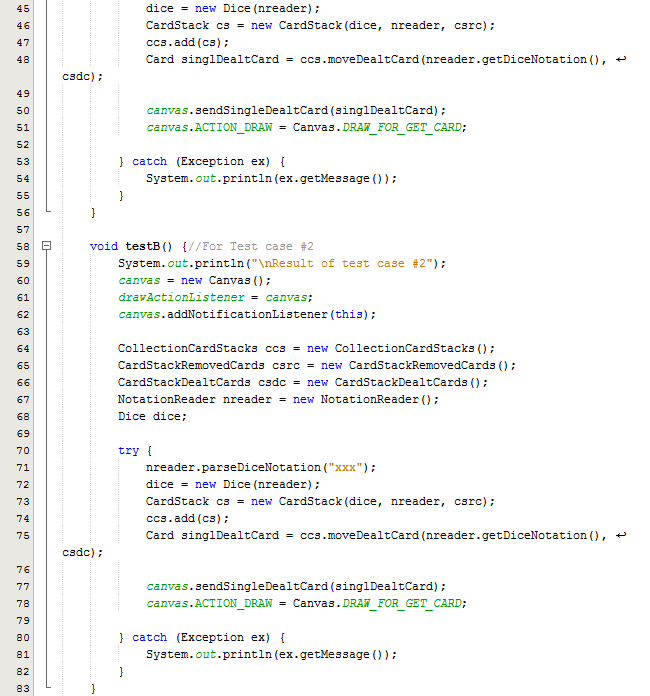 45 dice = new Dice(nreader);
46 CardStack cs = new CardStack(dice, nreader, csrc);
47 ccs.add(cs);
48 Card singlDealtCard = ccs.moveDealtCard(nreader.getDiceNotation(), ↩
csdc);
49
50 canvas.sendSingleDealtCard(singlDealtCard);
51 canvas.ACTION_DRAW = Canvas.DRAW_FOR_GET_CARD;
52
53 } catch (Exception ex) {
54 System.out.println(ex.getMessage());
55 }
56 }
57
58 void testB() {//For Test case #2
59 System.out.println("\nResult of test case #2");
60 canvas = new Canvas();
61 drawActionListener = canvas;
62 canvas.addNotificationListener(this);
63
64 CollectionCardStacks ccs = new CollectionCardStacks();
65 CardStackRemovedCards csrc = new CardStackRemovedCards();
66 CardStackDealtCards csdc = new CardStackDealtCards();
67 NotationReader nreader = new NotationReader();
68 Dice dice;
69
70 try {
71 nreader.parseDiceNotation("xxx");
72 dice = new Dice(nreader);
73 CardStack cs = new CardStack(dice, nreader, csrc);
74 ccs.add(cs);
75 Card singlDealtCard = ccs.moveDealtCard(nreader.getDiceNotation(), ↩
csdc);
76
77 canvas.sendSingleDealtCard(singlDealtCard);
78 canvas.ACTION_DRAW = Canvas.DRAW_FOR_GET_CARD;
79
80 } catch (Exception ex) {
81 System.out.println(ex.getMessage());
82 }
83 }